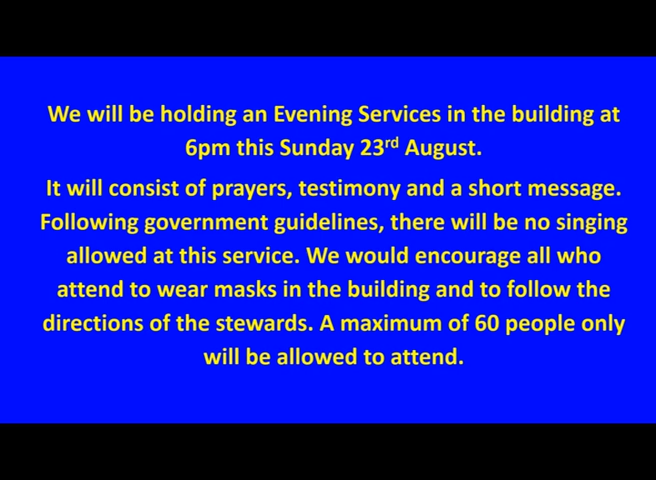 We will be holding an Evening Services in the building at
6pm this Sunday 23rd August.
It will consist of prayers, testimony and a short message.
Following government guidelines, there will be no singing
allowed at this service. We would encourage all who
attend to wear masks in the building and to follow the
directions of the stewards. A maximum of 60 people only
will be allowed to attend.